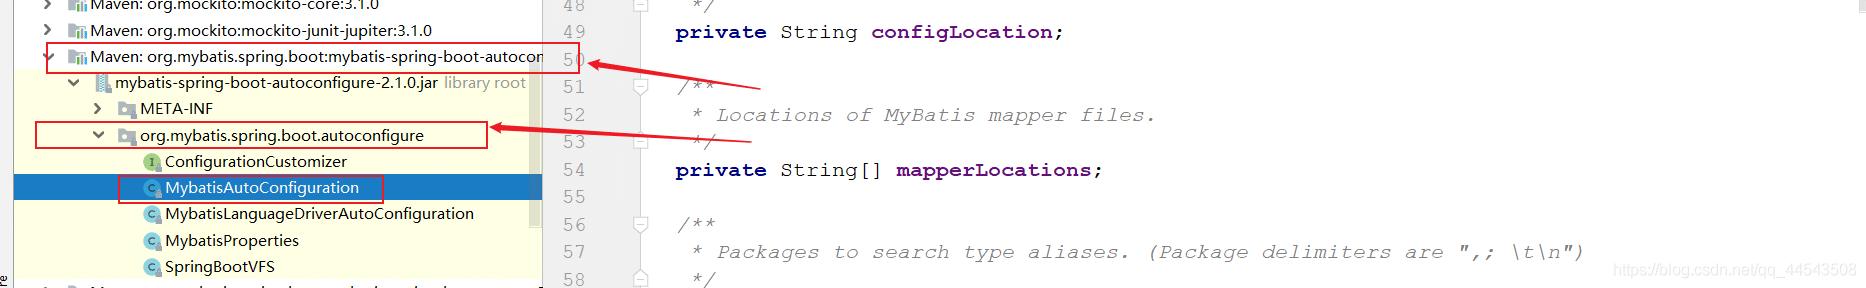 Maven: org.mockito:mockito-core:3.1.0
Maven: org.mockito:mockito-junit-jupiter:3.1.0
Maven: org.mybatis.spring.boot:mybatis-spring-boot-autocon
mybatis-spring-boot-autoconfigure-2.1.0.jar library root
META-INF
org.mybatis.spring.boot.autoconfigure
ConfigurationCustomizer
MybatisAutoConfiguration
MybatisLanguageDriverAutoConfiguration
MybatisProperties
SpringBootVFS
re
48 */
49 private String configLocation;
50
51 /**
52 * Locations of MyBatis mapper files.
53 */
54 private String[] mapperLocations;
55
56 /**
57 * Packages to search type aliases. (Package delimiters are ",; \t\n")
58 */
https://blog.csdn.net/qq_44543508